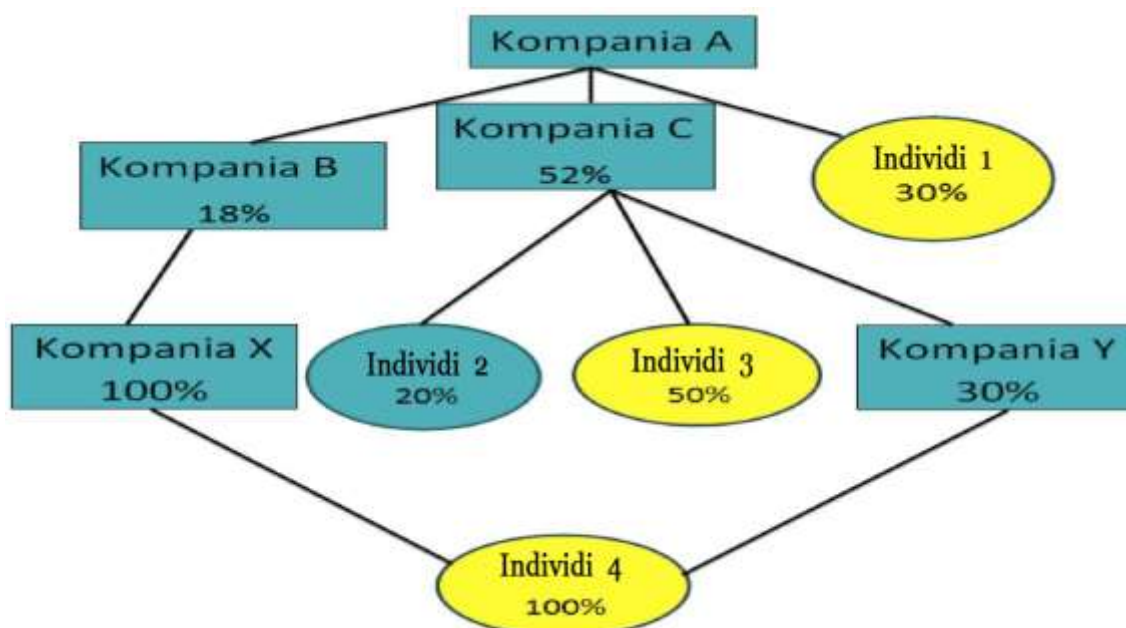 Kompania A
Kompania B
18%
Kompania C
52%
Individi 1
30%
Kompania X
100%
Individi 2
20%
Individi 3
50%
Kompania Y
30%
Individi 4
100%